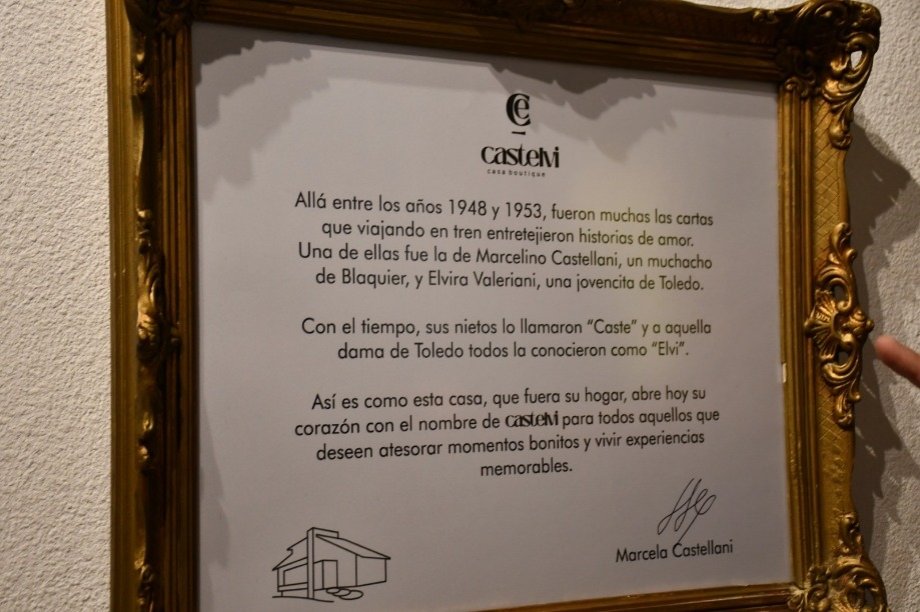 Ce
castelvi
casa boutique
Allá entre los años 1948 y 1953, fueron muchas las cartas
que viajando en tren entretejieron historias de amor.
Una de ellas fue la de Marcelino Castellani, un muchacho
de Blaquier, y Elvira Valeriani, una jovencita de Toledo.
Con el tiempo, sus nietos lo llamaron “Caste” y a aquella
dama de Toledo todos la conocieron como “Elvi”.
Así es como esta casa, que fuera su hogar, abre hoy su
corazón con el nombre de castelvi para todos aquellos que
deseen atesorar momentos bonitos y vivir experiencias
memorables.
Marcela Castellani